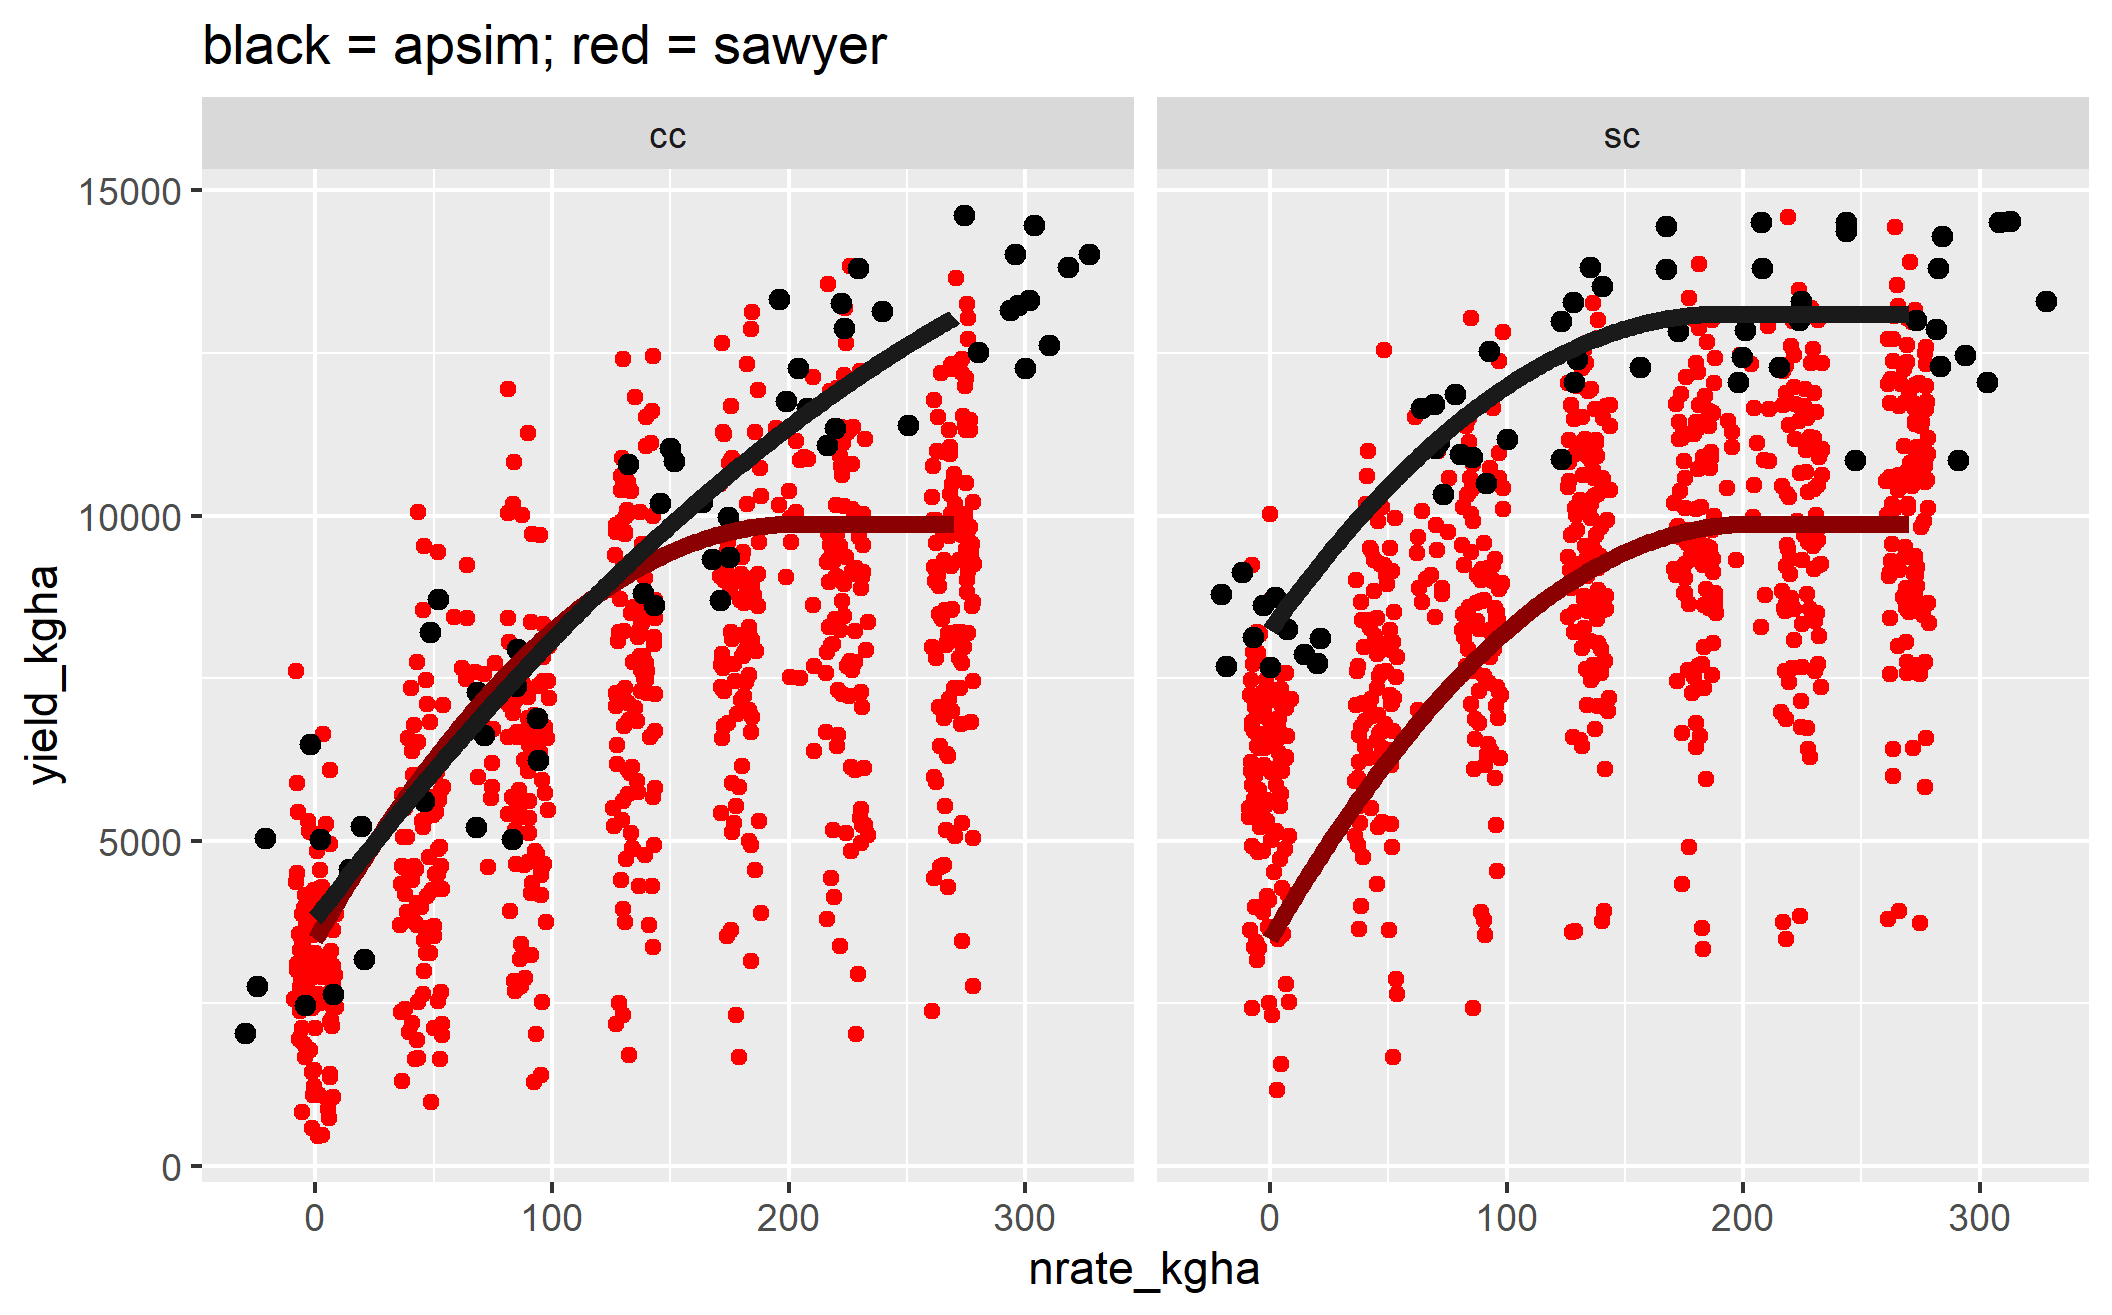 black = apsim; red = sawyer
cc
sc
15000
10000
5000
0
yield_kgha
0 100 200 300
0 100 200 300
nrate_kgha